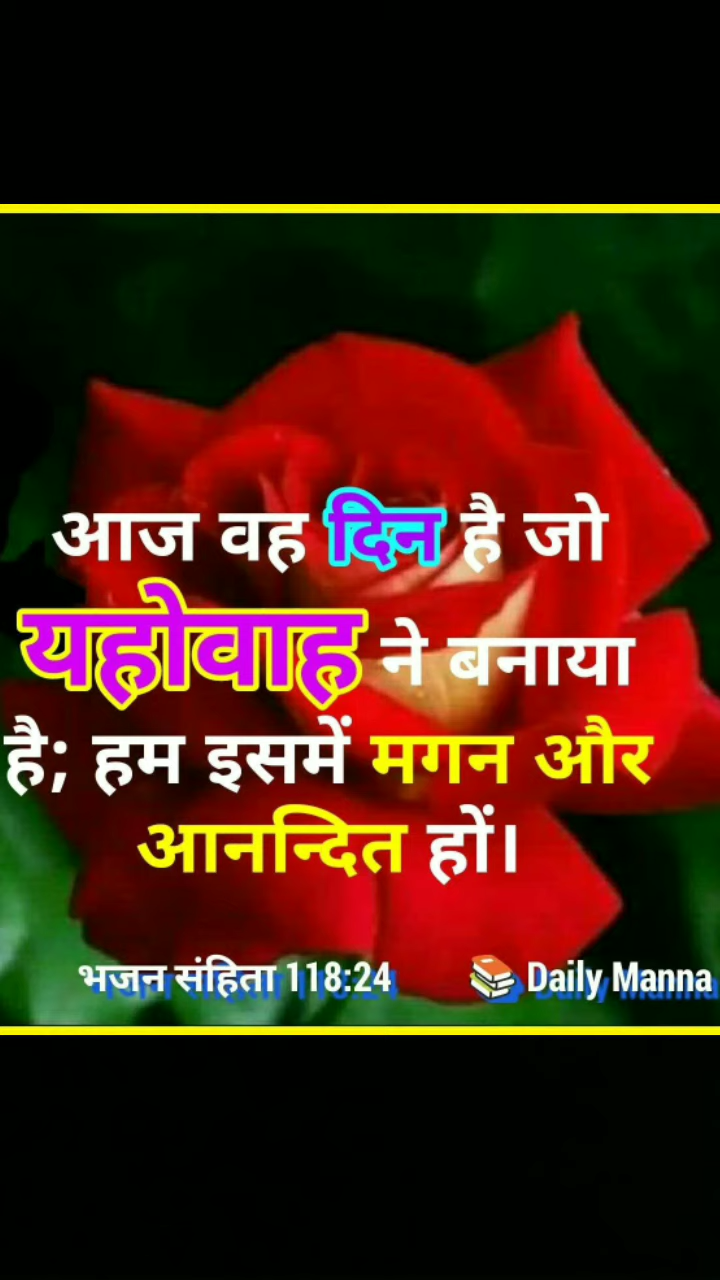 आज वह दिन है जो
यहोवाह ने बनाया
है; हम इसमें मगन और
आनन्दित हों।
भजन संहिता 118:24 📚 Daily Manna